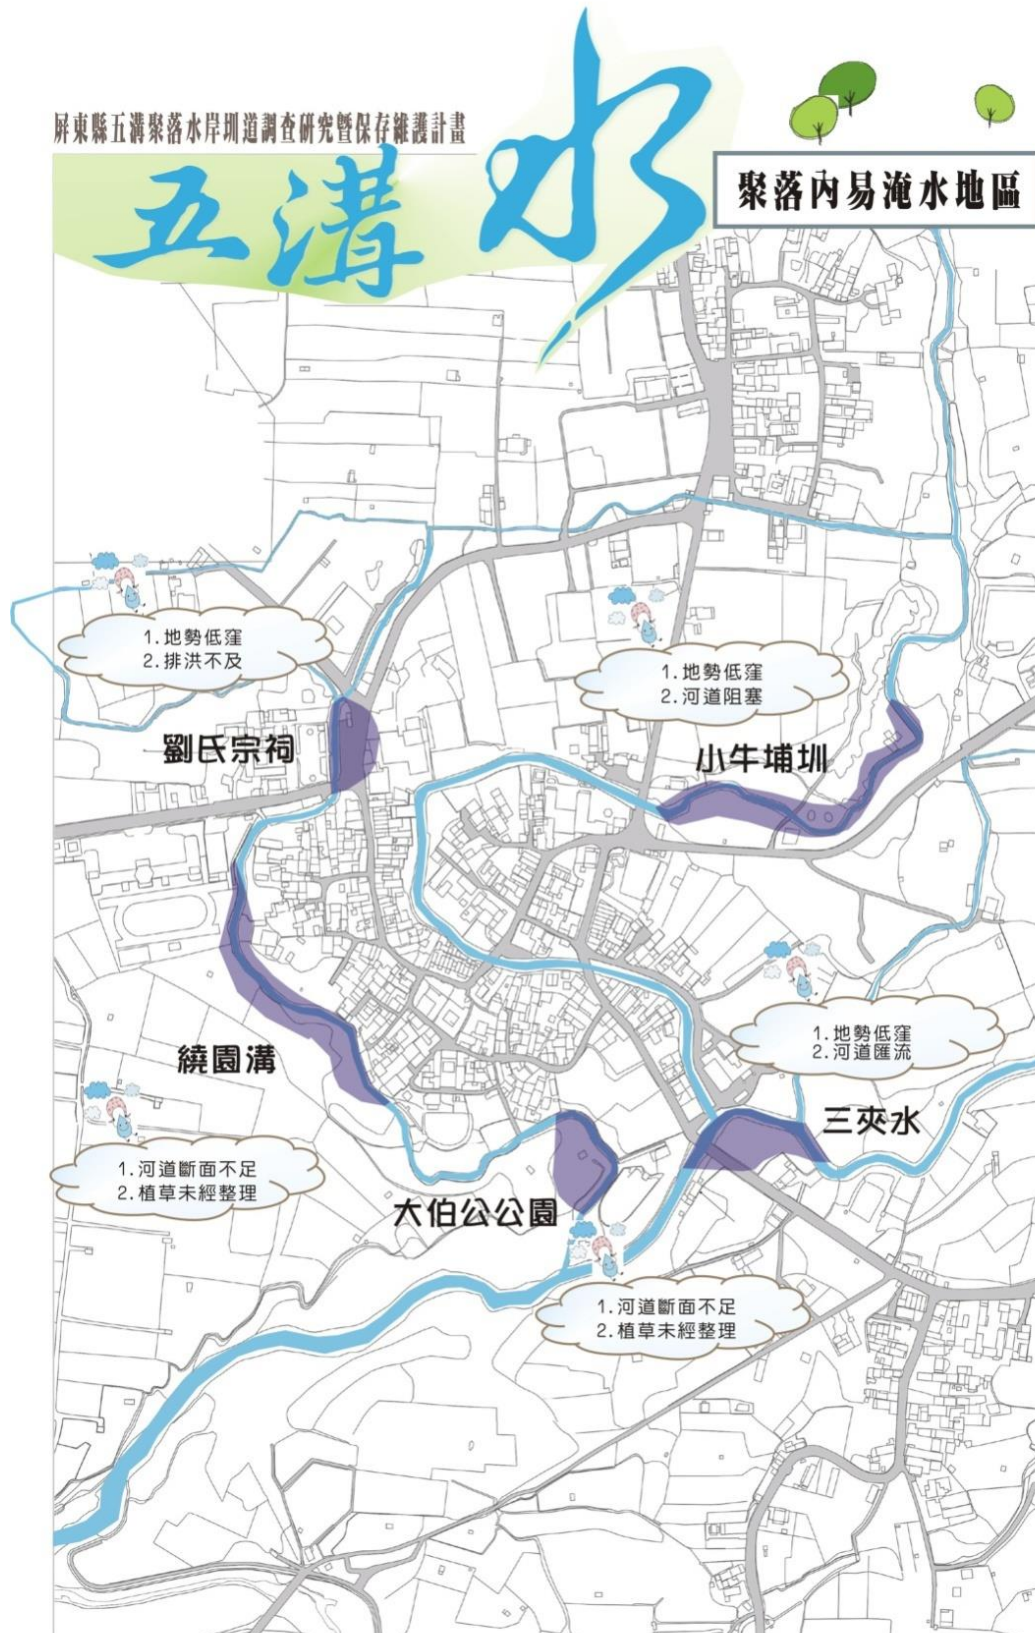 屏東縣五溝聚落水岸圳道調查研究暨保存維護計畫
五溝水
聚落內易淹水地區
1.地勢低窪
2.排洪不及
劉氏宗祠
1.地勢低窪
2.河道阻塞
小牛埔圳
1.地勢低窪
2.河道匯流
三夾水
繞園溝
1.河道斷面不足
2.植草未經整理
大伯公公園
1.河道斷面不足
2.植草未經整理